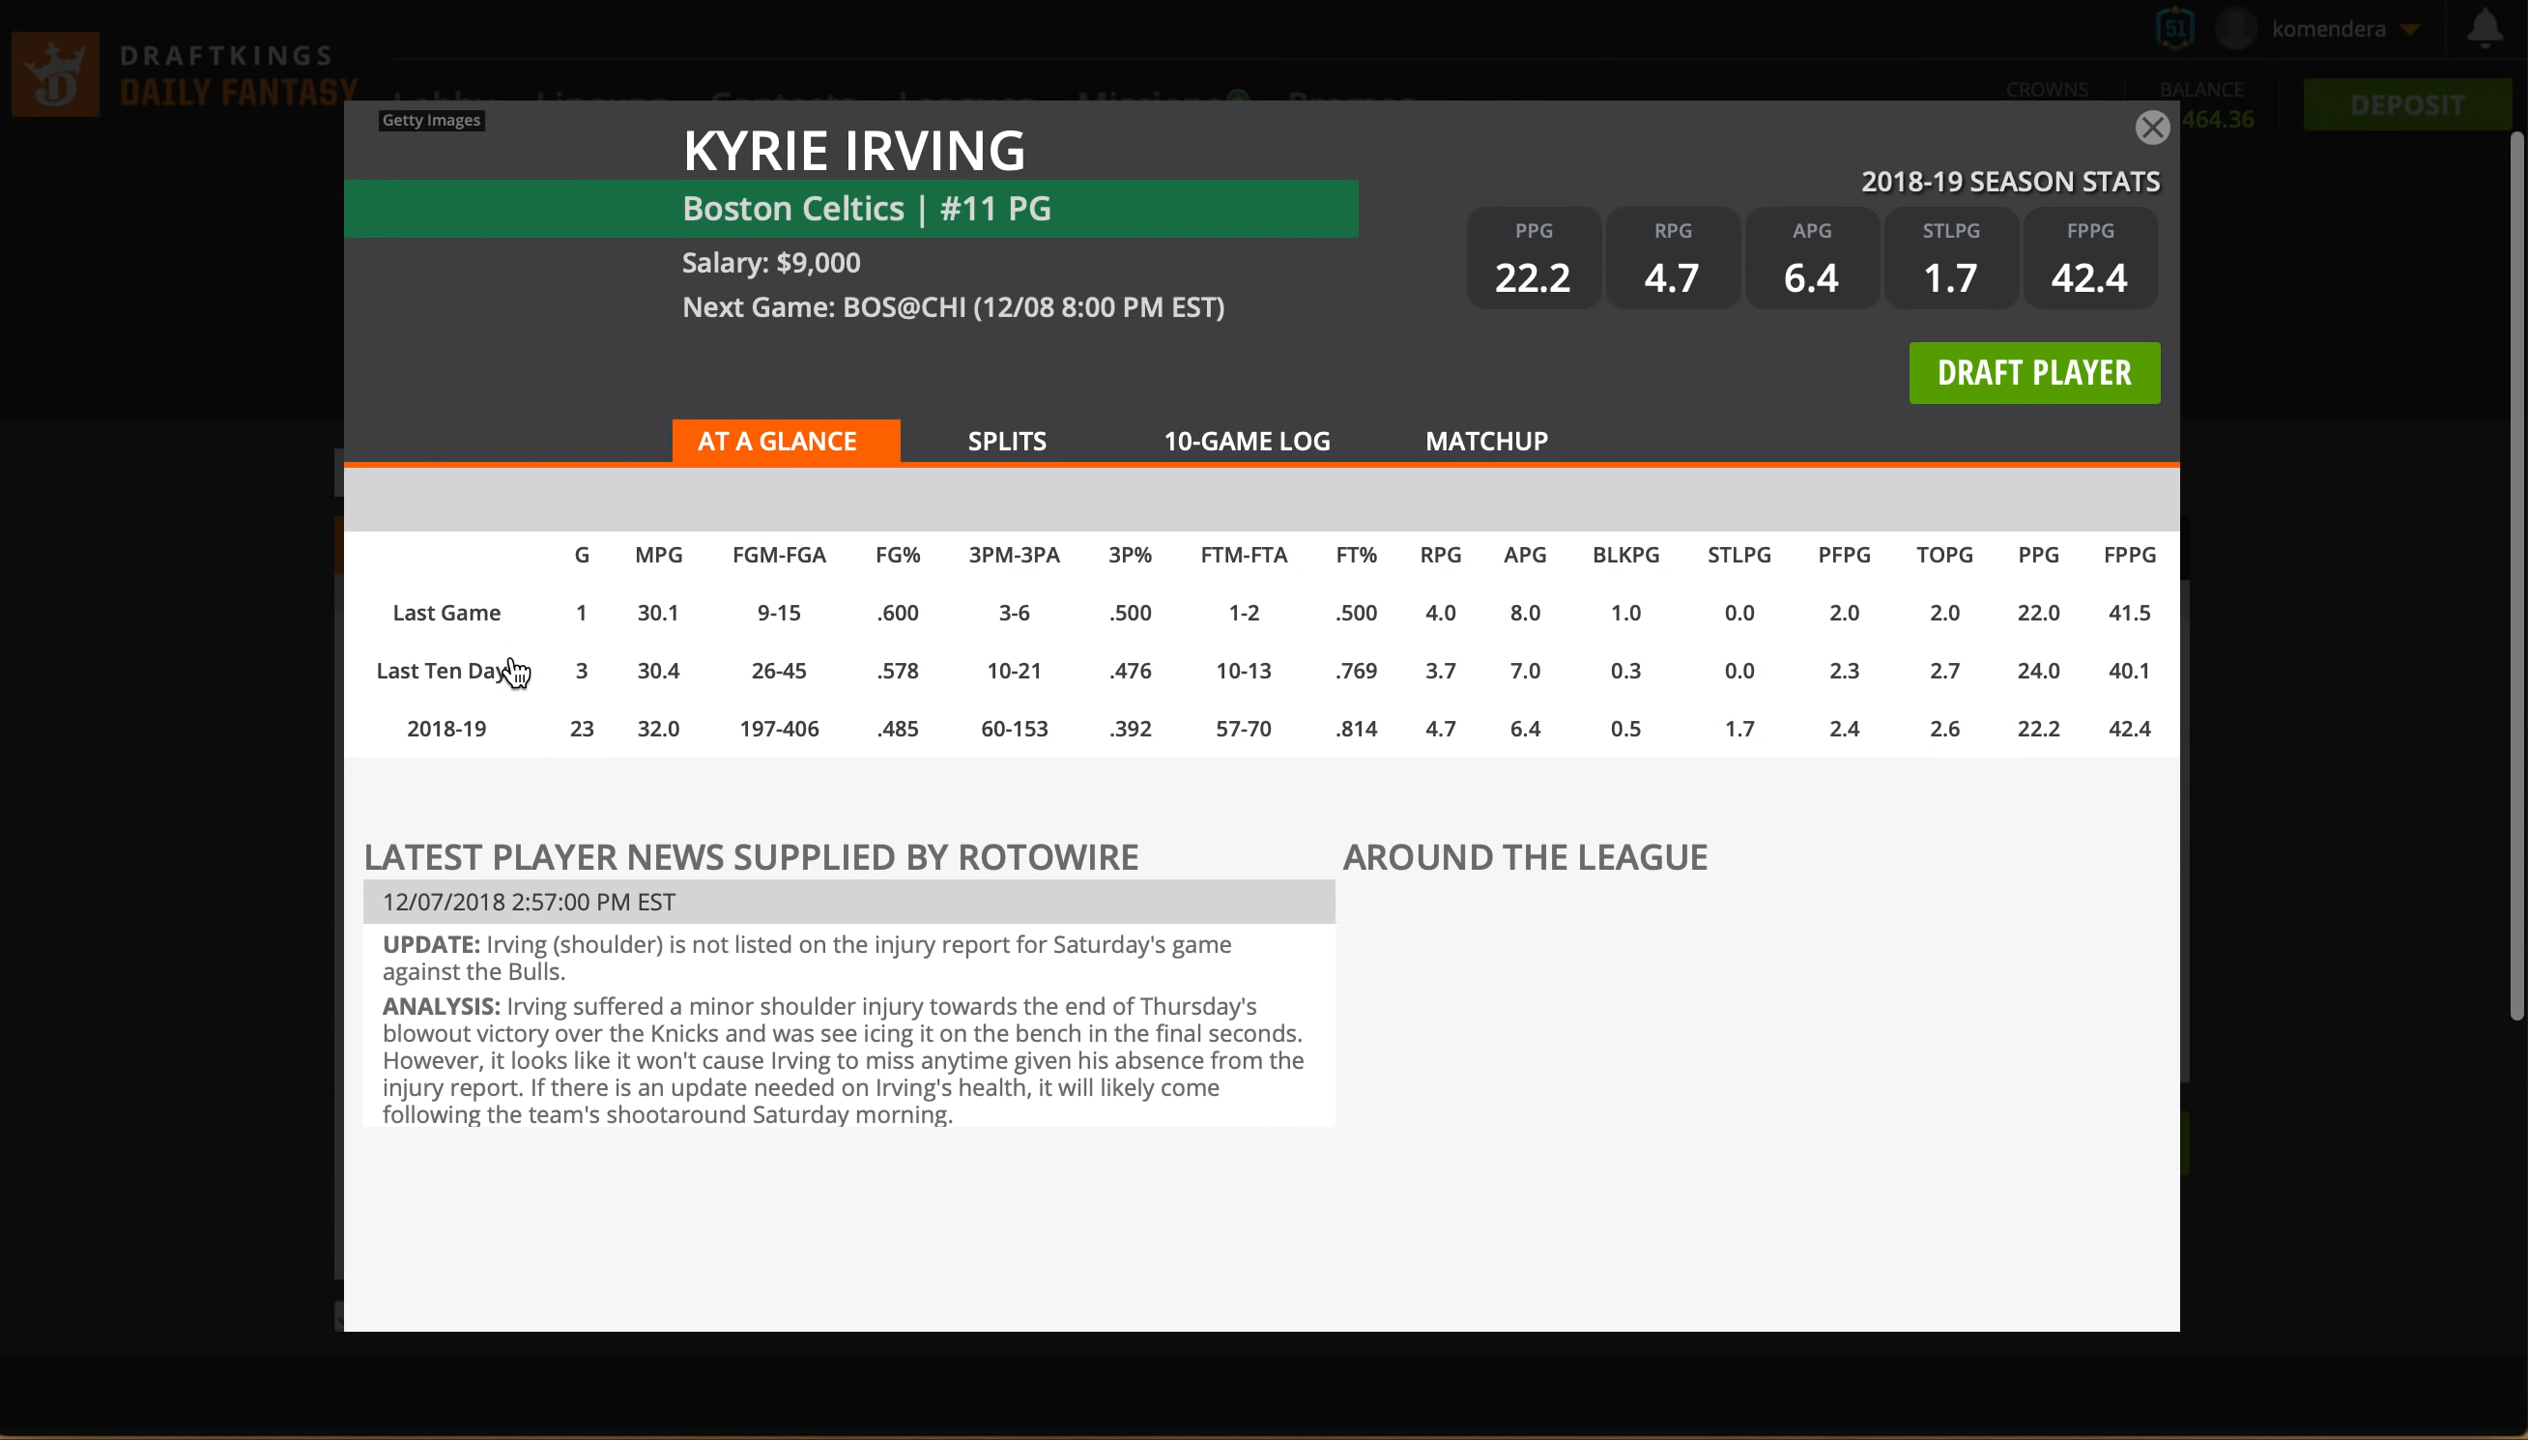 DRAFTKINGS
DAILY FANTASY
51
komendera
CROWNS
BALANCE
464.36
DEPOSIT
Getty Images
KYRIE IRVING
Boston Celtics | #11 PG
Salary: $9,000
Next Game: BOS@CHI (12/08 8:00 PM EST)
2018-19 SEASON STATS
PPG RPG APG STLPG FPPG
22.2 4.7 6.4 1.7 42.4
DRAFT PLAYER
AT A GLANCE SPLITS 10-GAME LOG MATCHUP
G MPG FGM-FGA FG% 3PM-3PA 3P% FTM-FTA FT% RPG APG BLKPG STLPG PFPG TOPG PPG FPPG
Last Game 1 30.1 9-15 .600 3-6 .500 1-2 .500 4.0 8.0 1.0 0.0 2.0 2.0 22.0 41.5
Last Ten Day 3 30.4 26-45 .578 10-21 .476 10-13 .769 3.7 7.0 0.3 0.0 2.3 2.7 24.0 40.1
2018-19 23 32.0 197-406 .485 60-153 .392 57-70 .814 4.7 6.4 0.5 1.7 2.4 2.6 22.2 42.4
LATEST PLAYER NEWS SUPPLIED BY ROTOWIRE
12/07/2018 2:57:00 PM EST
UPDATE: Irving (shoulder) is not listed on the injury report for Saturday's game
against the Bulls.
ANALYSIS: Irving suffered a minor shoulder injury towards the end of Thursday's
blowout victory over the Knicks and was see icing it on the bench in the final seconds.
However, it looks like it won't cause Irving to miss anytime given his absence from the
injury report. If there is an update needed on Irving's health, it will likely come
following the team's shootaround Saturday morning.
AROUND THE LEAGUE